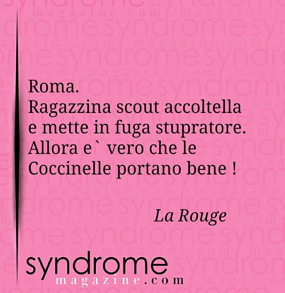 Roma.
Ragazzina scout accoltella
e mette in fuga stupratore.
Allora e` vero che le
Coccinelle portano bene !
La Rouge
syndrome
magazine.com